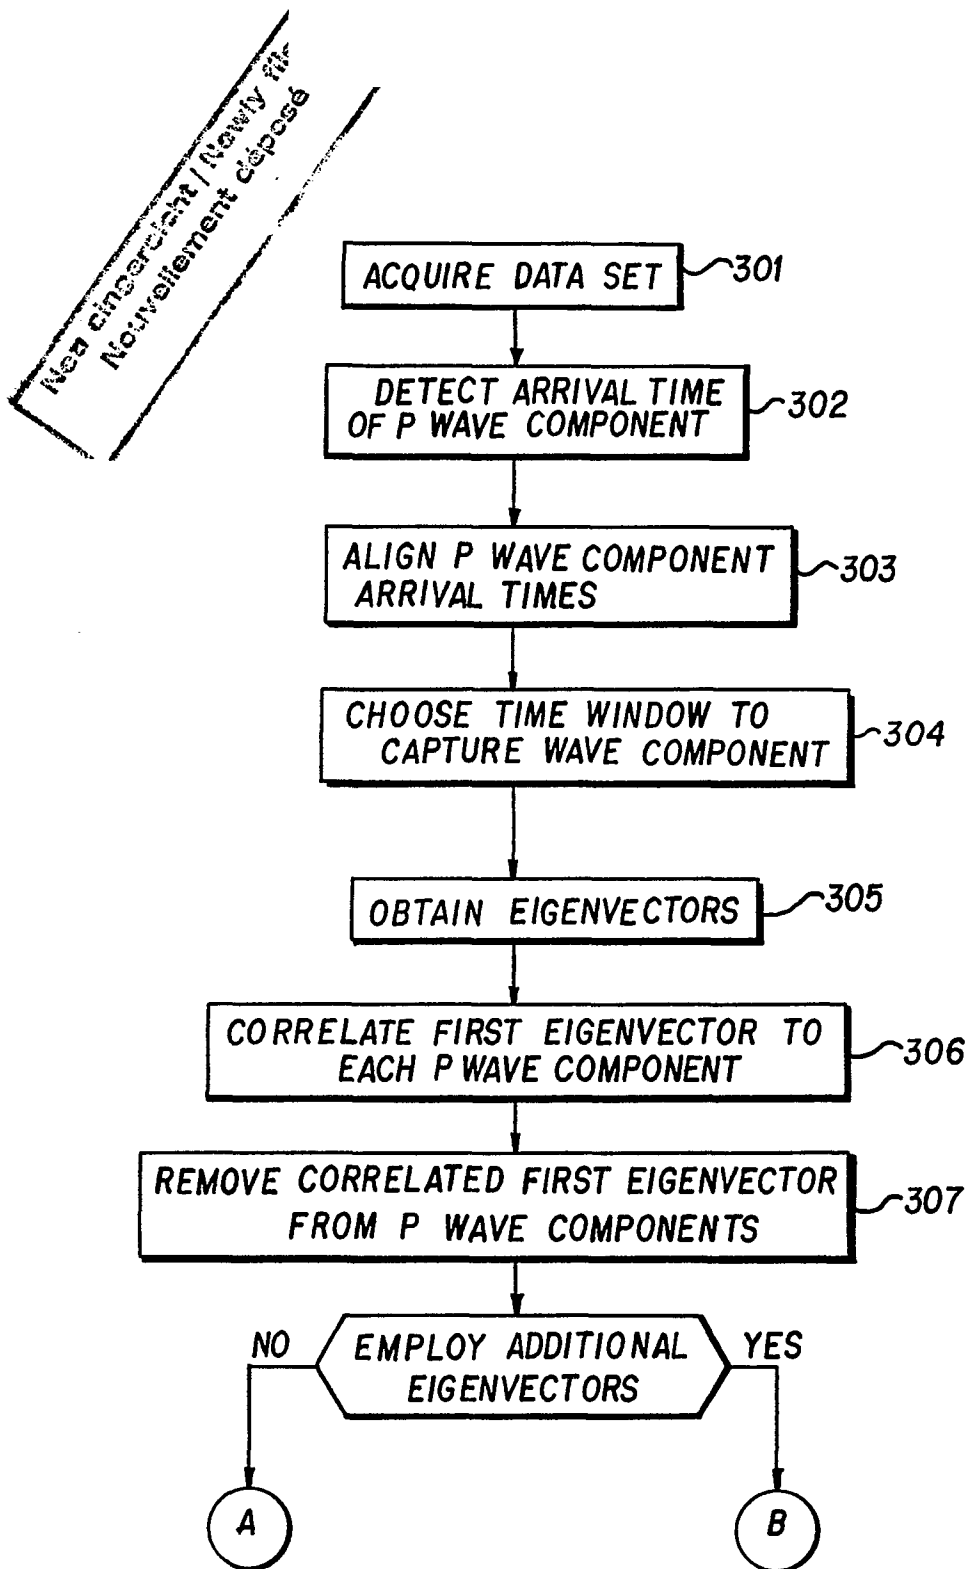 Nouvellement déposé
ACQUIRE DATA SET
301
DETECT ARRIVAL TIME
OF P WAVE COMPONENT
302
ALIGN P WAVE COMPONENT
ARRIVAL TIMES
303
CHOOSE TIME WINDOW TO
CAPTURE WAVE COMPONENT
304
OBTAIN EIGENVECTORS
305
CORRELATE FIRST EIGENVECTOR TO
EACH P WAVE COMPONENT
306
REMOVE CORRELATED FIRST EIGENVECTOR
FROM P WAVE COMPONENTS
307
NO
EMPLOY ADDITIONAL
EIGENVECTORS
YES
A
B